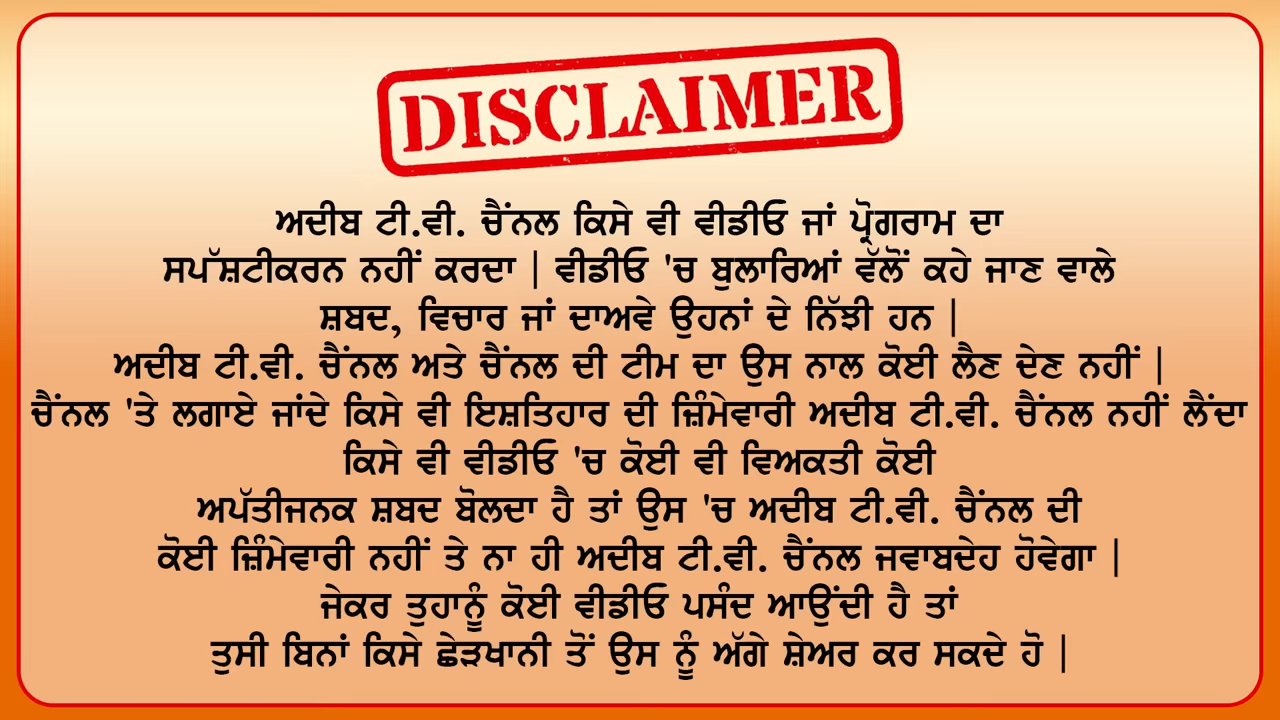 DISCLAIMER
ਅਦੀਬ ਟੀ.ਵੀ. ਚੈਂਨਲ ਕਿਸੇ ਵੀ ਵੀਡੀਓ ਜਾਂ ਪ੍ਰੋਗਰਾਮ ਦਾ
ਸਪੱਸ਼ਟੀਕਰਨ ਨਹੀਂ ਕਰਦਾ | ਵੀਡੀਓ 'ਚ ਬੁਲਾਰਿਆਂ ਵੱਲੋਂ ਕਹੇ ਜਾਣ ਵਾਲੇ
ਸ਼ਬਦ, ਵਿਚਾਰ ਜਾਂ ਦਾਅਵੇ ਉਹਨਾਂ ਦੇ ਨਿੱਝੀ ਹਨ |
ਅਦੀਬ ਟੀ.ਵੀ. ਚੈਂਨਲ ਅਤੇ ਚੈਂਨਲ ਦੀ ਟੀਮ ਦਾ ਉਸ ਨਾਲ ਕੋਈ ਲੈਣ ਦੇਣ ਨਹੀਂ |
ਚੈਂਨਲ 'ਤੇ ਲਗਾਏ ਜਾਂਦੇ ਕਿਸੇ ਵੀ ਇਸ਼ਤਿਹਾਰ ਦੀ ਜ਼ਿੰਮੇਵਾਰੀ ਅਦੀਬ ਟੀ.ਵੀ. ਚੈਂਨਲ ਨਹੀਂ ਲੈਂਦਾ
ਕਿਸੇ ਵੀ ਵੀਡੀਓ 'ਚ ਕੋਈ ਵੀ ਵਿਅਕਤੀ ਕੋਈ
ਅਪੱਤੀਜਨਕ ਸ਼ਬਦ ਬੋਲਦਾ ਹੈ ਤਾਂ ਉਸ 'ਚ ਅਦੀਬ ਟੀ.ਵੀ. ਚੈਂਨਲ ਦੀ
ਕੋਈ ਜ਼ਿੰਮੇਵਾਰੀ ਨਹੀਂ ਤੇ ਨਾ ਹੀ ਅਦੀਬ ਟੀ.ਵੀ. ਚੈਂਨਲ ਜਵਾਬਦੇਹ ਹੋਵੇਗਾ |
ਜੇਕਰ ਤੁਹਾਨੂੰ ਕੋਈ ਵੀਡੀਓ ਪਸੰਦ ਆਉਂਦੀ ਹੈ ਤਾਂ
ਤੁਸੀ ਬਿਨਾਂ ਕਿਸੇ ਛੇੜਖਾਨੀ ਤੋਂ ਉਸ ਨੂੰ ਅੱਗੇ ਸ਼ੇਅਰ ਕਰ ਸਕਦੇ ਹੋ |